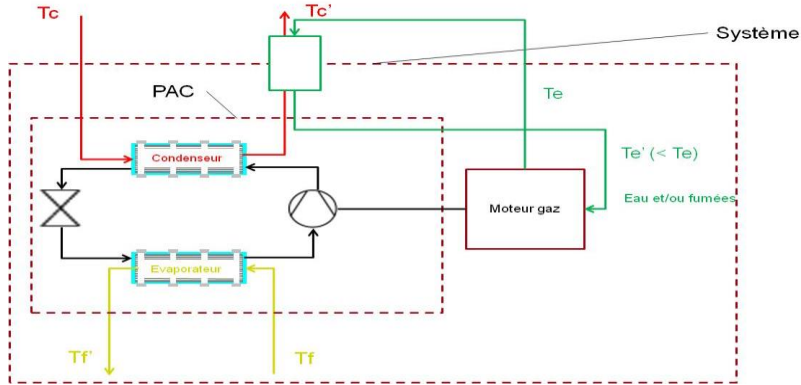 Tc
Tc’
Système
PAC
Te
Condenseur
Te’ (< Te)
Moteur gaz
Eau et/ou fumées
Evaporateur
Tf’
Tf